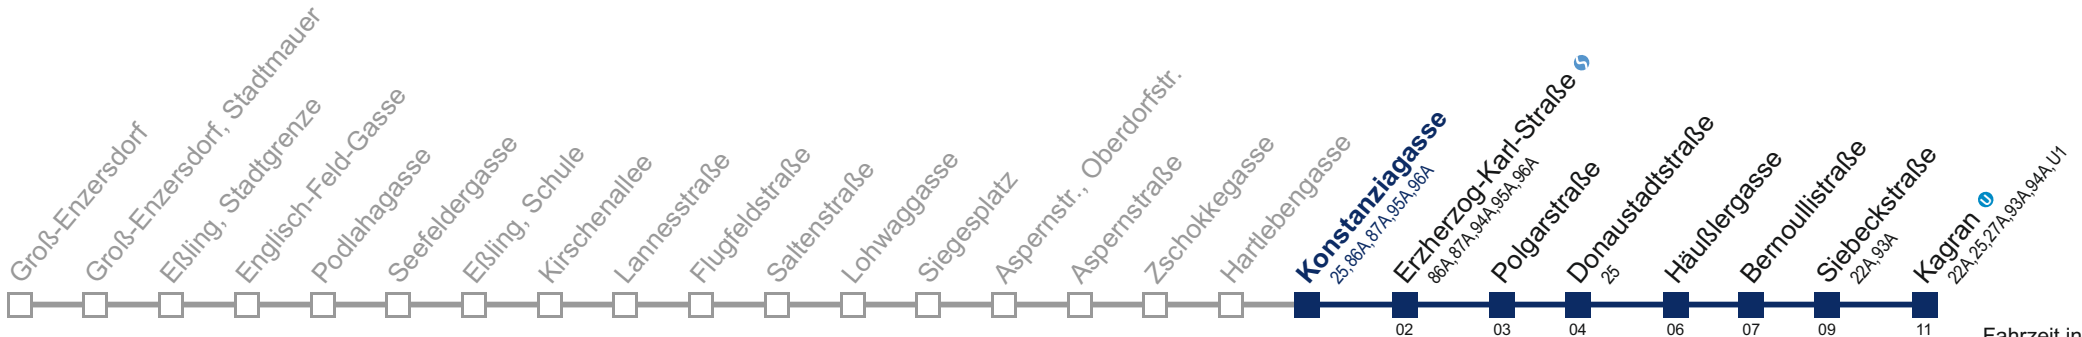 Groß-Enzersdorf
Groß-Enzersdorf, Stadtmauer
Eßling, Stadtgrenze
Englisch-Feld-Gasse
Podlahagasse
Seefeldergasse
Eßling, Schule
Kirschenallee
Lannesstraße
Flugfeldstraße
Saltenstraße
Lohwaggasse
Siegesplatz
Aspernstr., Oberdorfstr.
Aspernstraße
Zschokkegasse
Hartlebengasse
Konstanziagasse
25,86A,87A,95A,96A
Erzherzog-Karl-Straße
86A,87A,94A,95A,96A
02
Polgarstraße
03
Donaustadtstraße
25
04
Häußlergasse
06
Bernoullistraße
07
Siebeckstraße
22A,93A
09
Kagran U
22A,25,27A,93A,94A,U1
11
Fahrzeit in